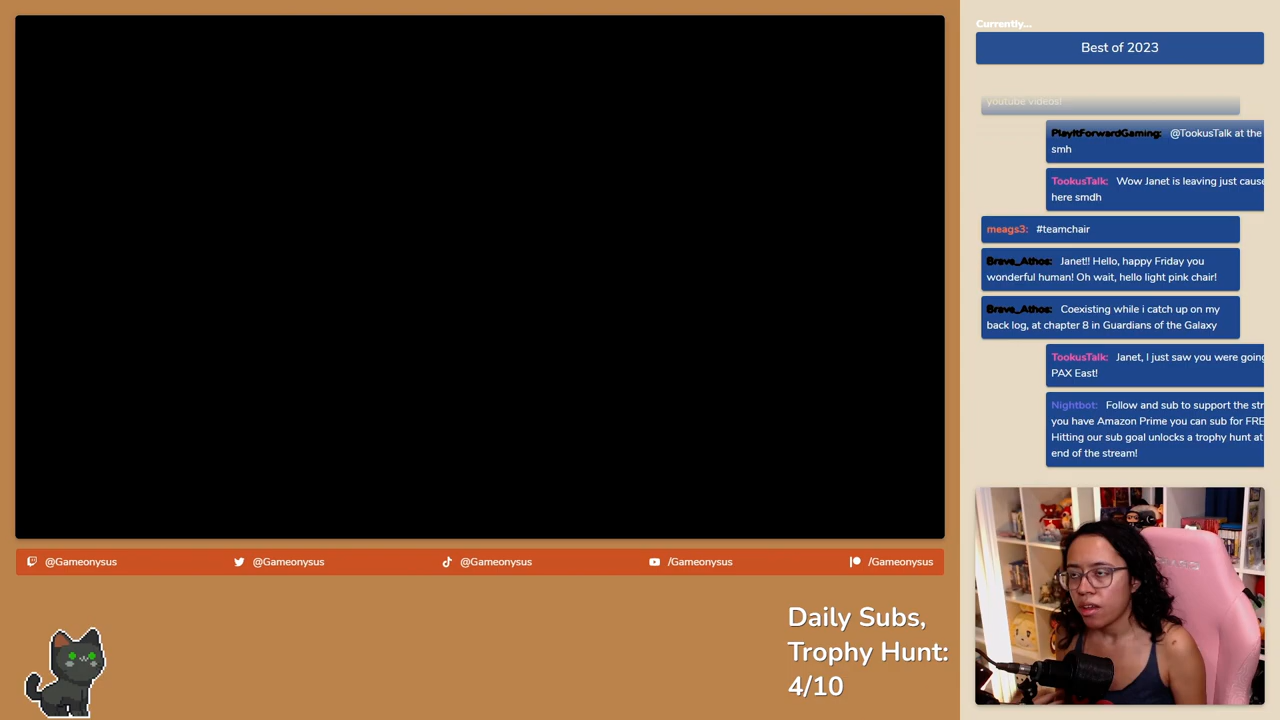 Currently...
Best of 2023
youtube videos!
PlayItForwardGaming: @TookusTalk at the
smh
TookusTalk: Wow Janet is leaving just cause
here smdh
meags3: #teamchair
Brave_Athos: Janet!! Hello, happy Friday you
wonderful human! Oh wait, hello light pink chair!
Brave_Athos: Coexisting while i catch up on my
back log, at chapter 8 in Guardians of the Galaxy
TookusTalk: Janet, I just saw you were going
PAX East!
Nightbot: Follow and sub to support the str
you have Amazon Prime you can sub for FRE
Hitting our sub goal unlocks a trophy hunt at
end of the stream!
@Gameonysus
@Gameonysus
@Gameonysus
/Gameonysus
/Gameonysus
Daily Subs,
Trophy Hunt:
4/10